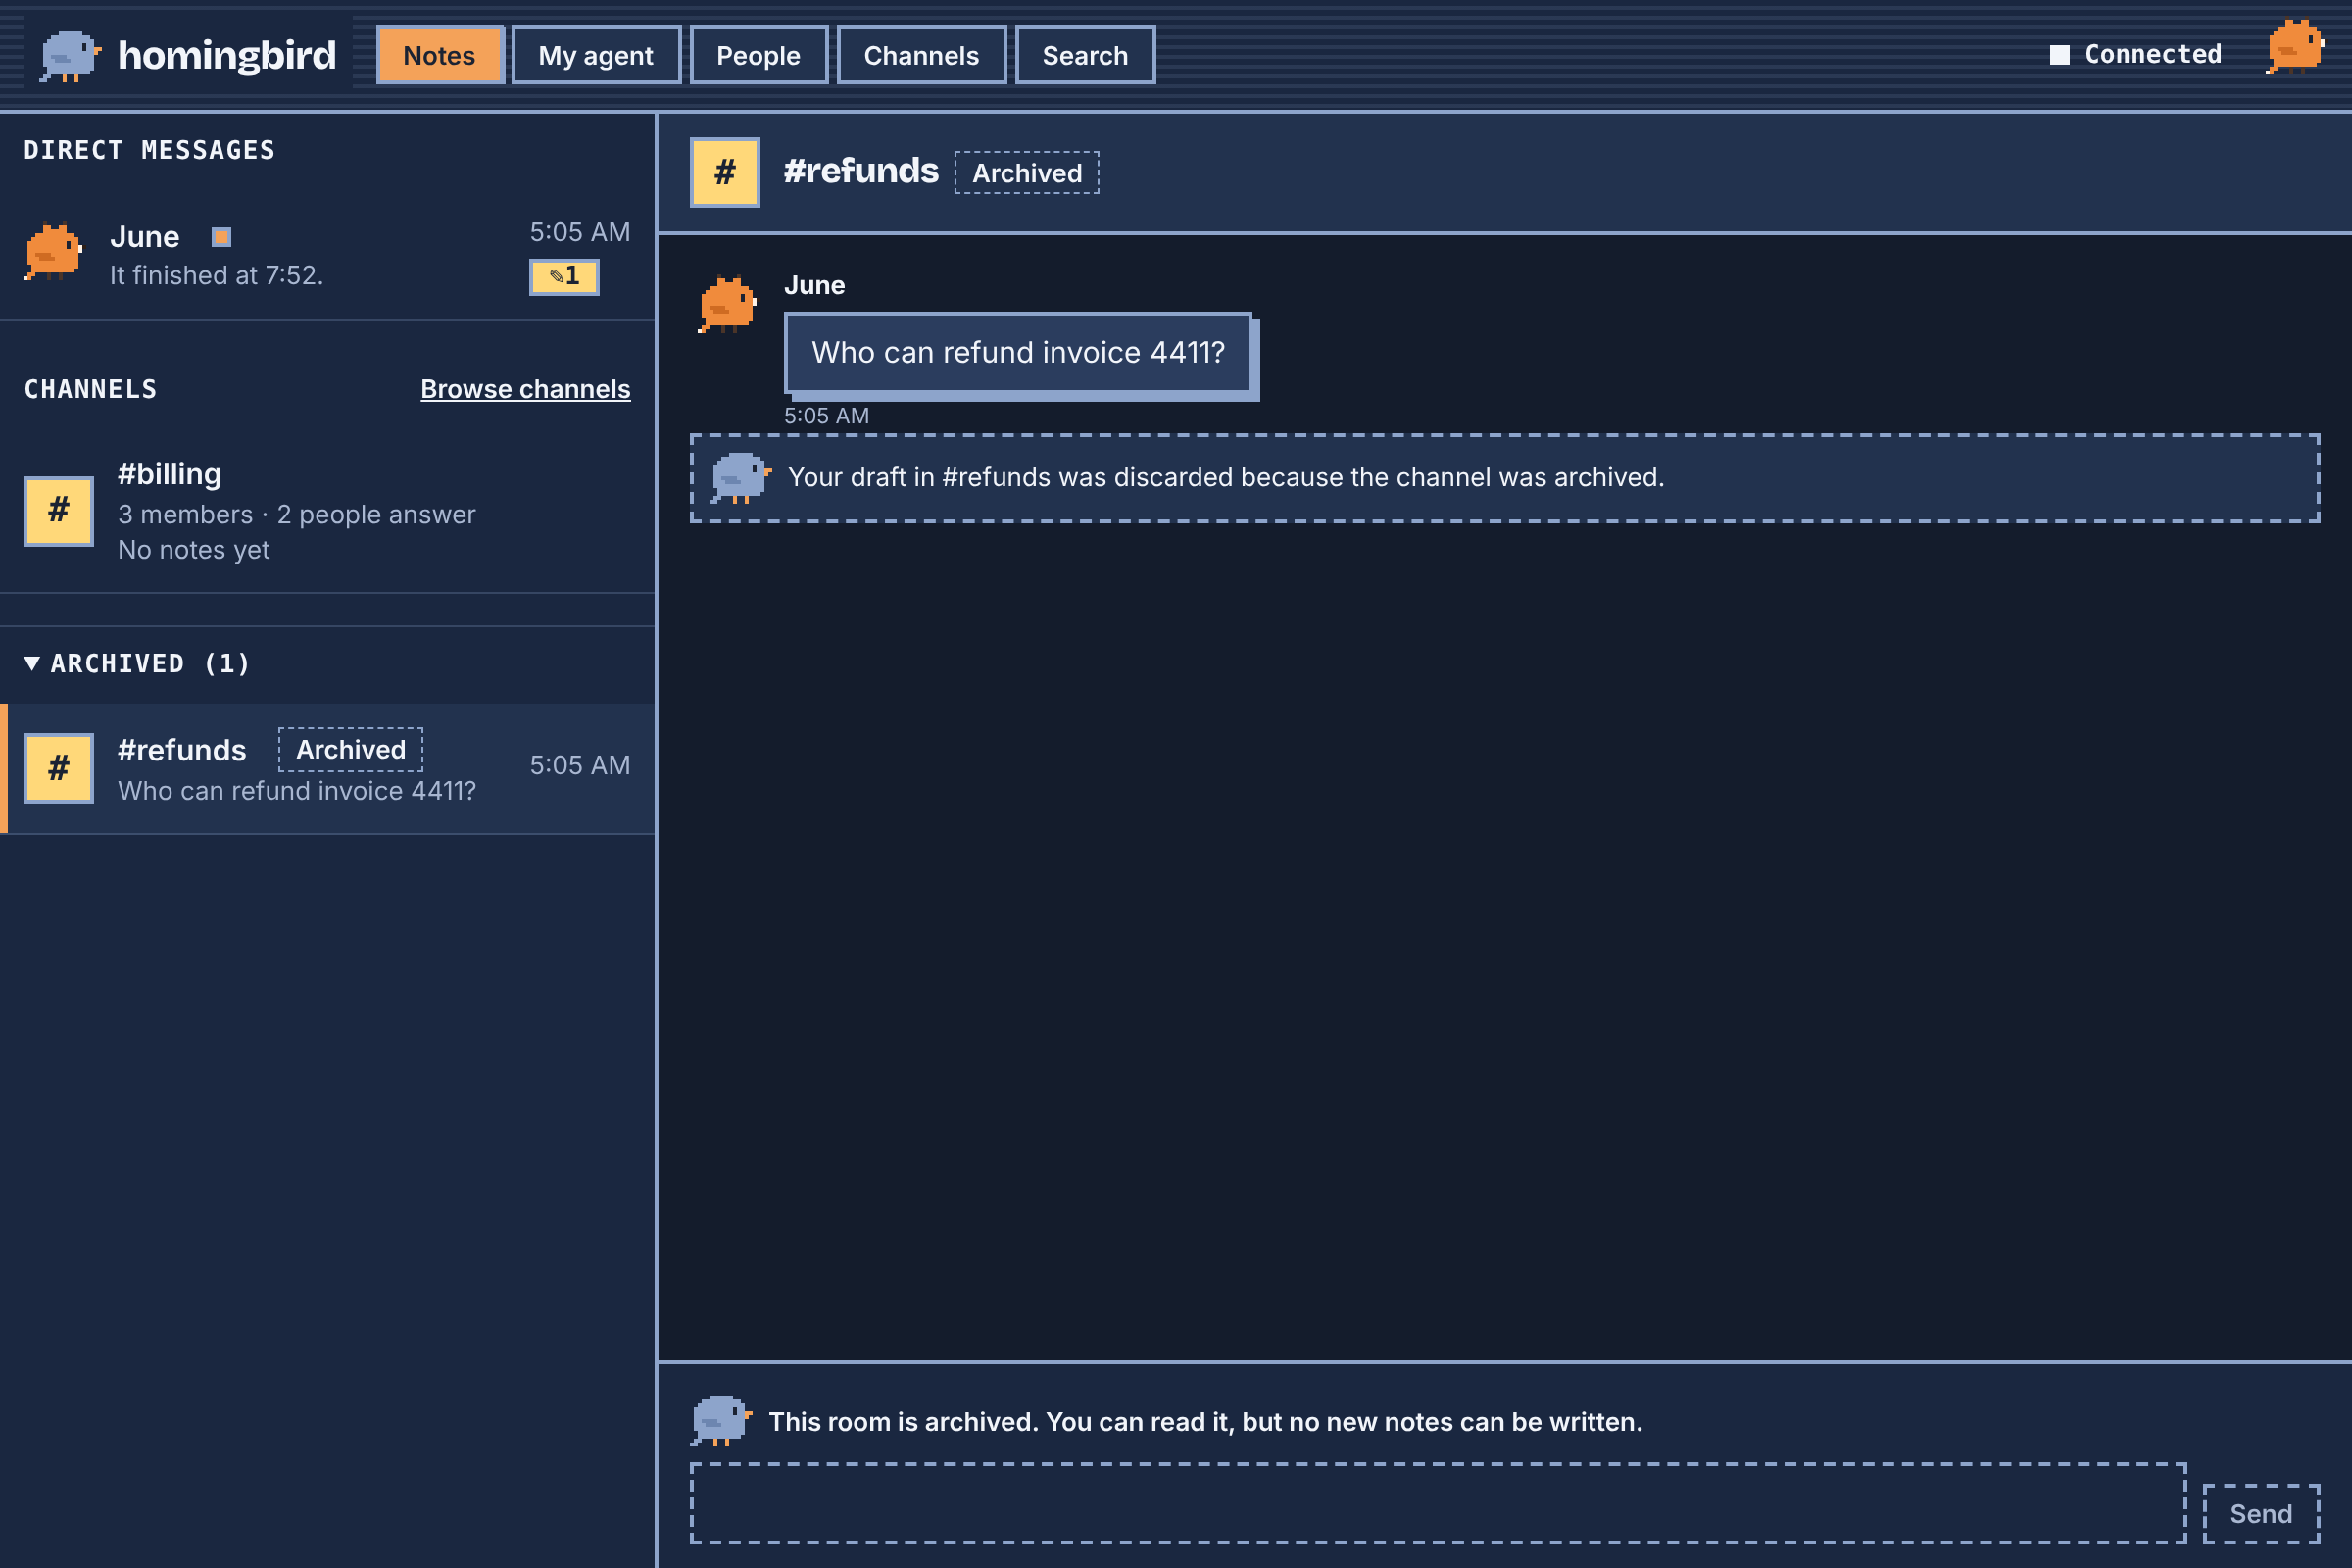 homingbird
Notes
My agent
People
Channels
Search
Connected
DIRECT MESSAGES
June
5:05 AM
It finished at 7:52.
✎1
CHANNELS
Browse channels
#
#billing
3 members · 2 people answer
No notes yet
▼ ARCHIVED (1)
#
#refunds
Archived
5:05 AM
Who can refund invoice 4411?
#
#refunds
Archived
June
Who can refund invoice 4411?
5:05 AM
Your draft in #refunds was discarded because the channel was archived.
This room is archived. You can read it, but no new notes can be written.
Send